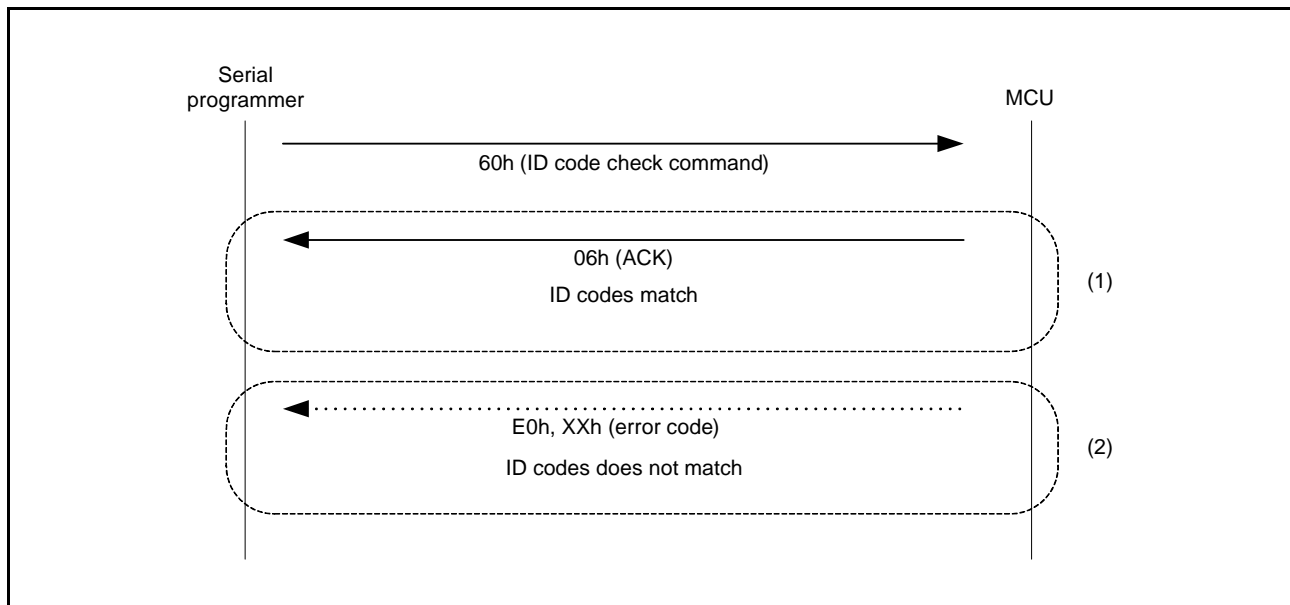 Serial
programmer
MCU
60h (ID code check command)
06h (ACK)
ID codes match
(1)
E0h, XXh (error code)
ID codes does not match
(2)